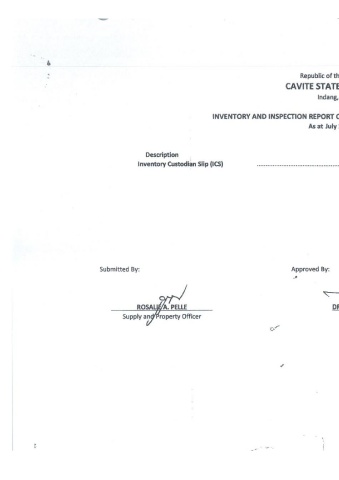 Republic of th
CAVITE STATE
Indang,
INVENTORY AND INSPECTION REPORT O
As at July
Description
Inventory Custodian Slip (ICS) ........................................
Submitted By:
Approved By:
ROSALIE A. PELLE
Supply and Property Officer
DR